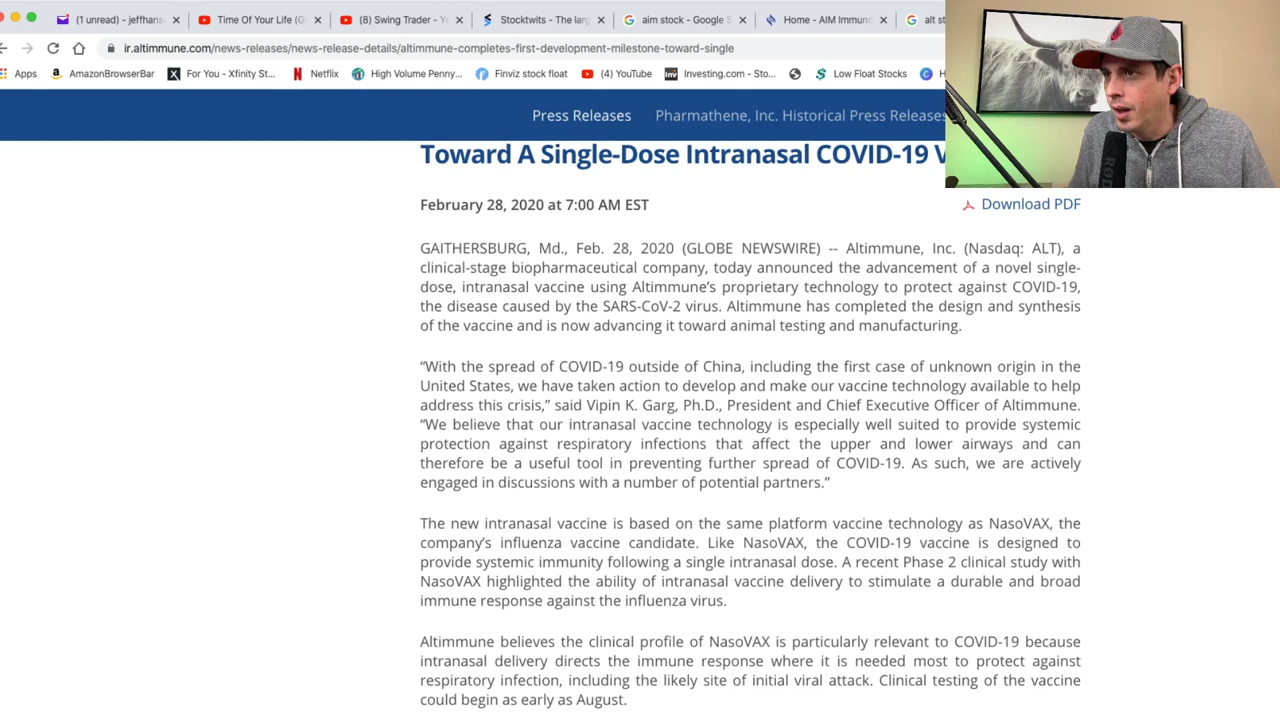 (1 unread) - jeffhans
Time Of Your Life (G
(8) Swing Trader - Y
Stocktwits - The larg
aim stock - Google S
Home - AIM Immuno
alt st
ir.altimmune.com/news-releases/news-release-details/altimmune-completes-first-development-milestone-toward-single
Apps
AmazonBrowserBar
For You - Xfinity St...
Netflix
High Volume Penny...
Finviz stock float
(4) YouTube
Investing.com - Sto...
Low Float Stocks
Press Releases
Pharmathene, Inc. Historical Press Releases
Toward A Single-Dose Intranasal COVID-19 V
February 28, 2020 at 7:00 AM EST
Download PDF
GAITHERSBURG, Md., Feb. 28, 2020 (GLOBE NEWSWIRE) -- Altimmune, Inc. (Nasdaq: ALT), a
clinical-stage biopharmaceutical company, today announced the advancement of a novel single-
dose, intranasal vaccine using Altimmune’s proprietary technology to protect against COVID-19,
the disease caused by the SARS-CoV-2 virus. Altimmune has completed the design and synthesis
of the vaccine and is now advancing it toward animal testing and manufacturing.
“With the spread of COVID-19 outside of China, including the first case of unknown origin in the
United States, we have taken action to develop and make our vaccine technology available to help
address this crisis,” said Vipin K. Garg, Ph.D., President and Chief Executive Officer of Altimmune.
“We believe that our intranasal vaccine technology is especially well suited to provide systemic
protection against respiratory infections that affect the upper and lower airways and can
therefore be a useful tool in preventing further spread of COVID-19. As such, we are actively
engaged in discussions with a number of potential partners.”
The new intranasal vaccine is based on the same platform vaccine technology as NasoVAX, the
company’s influenza vaccine candidate. Like NasoVAX, the COVID-19 vaccine is designed to
provide systemic immunity following a single intranasal dose. A recent Phase 2 clinical study with
NasoVAX highlighted the ability of intranasal vaccine delivery to stimulate a durable and broad
immune response against the influenza virus.
Altimmune believes the clinical profile of NasoVAX is particularly relevant to COVID-19 because
intranasal delivery directs the immune response where it is needed most to protect against
respiratory infection, including the likely site of initial viral attack. Clinical testing of the vaccine
could begin as early as August.